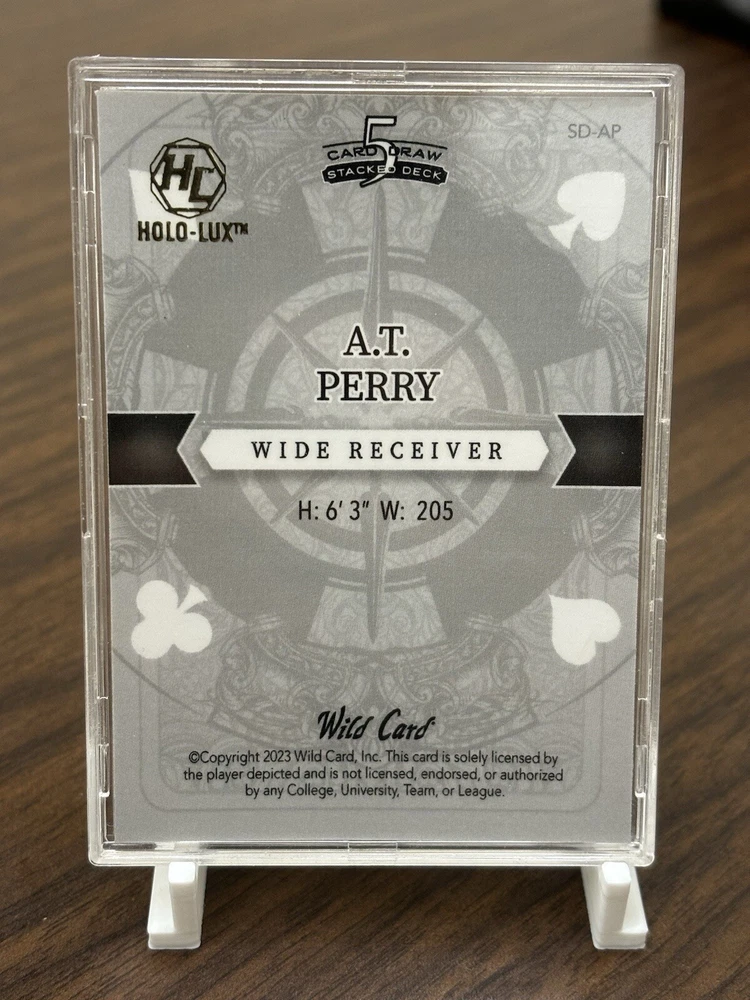 SD-AP
5
CARD DRAW
STACKED DECK
HC
HOLO-LUX™
A.T.
PERRY
WIDE RECEIVER
H: 6' 3" W: 205
Wild Card
©Copyright 2023 Wild Card, Inc. This card is solely licensed by
the player depicted and is not licensed, endorsed, or authorized
by any College, University, Team, or League.